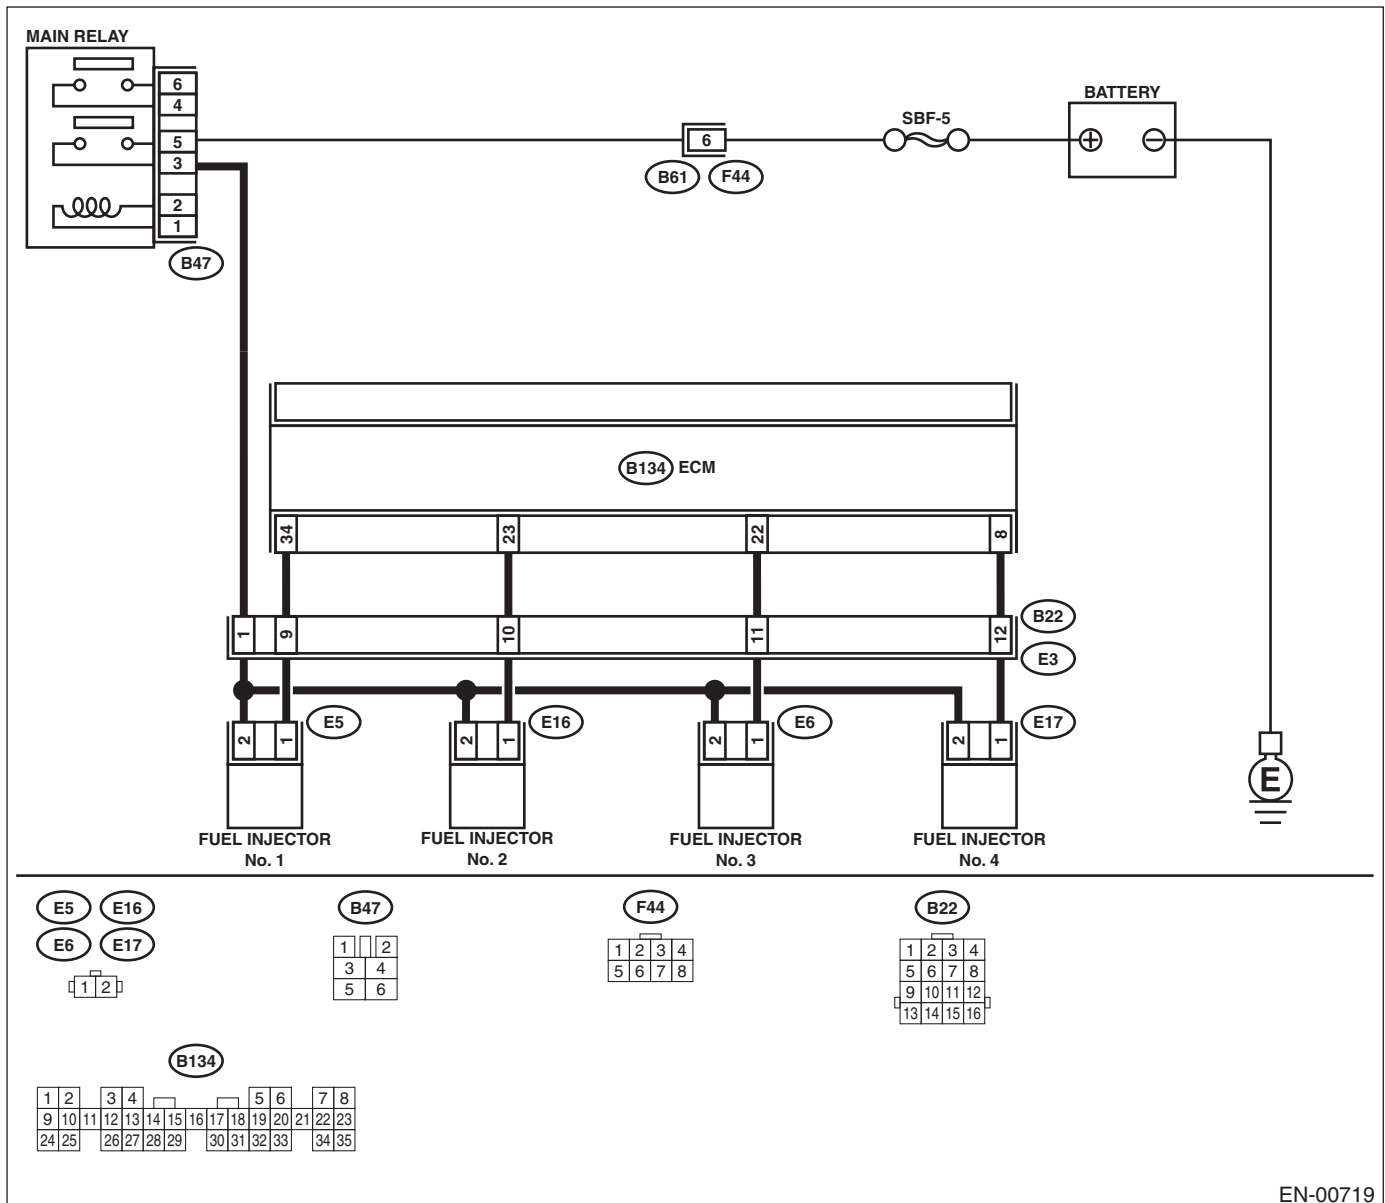 MAIN RELAY
6
4
5
3
2
1
B47
6
B61 F44
SBF-5
BATTERY
B134 ECM
34 23 22 8
1 9 10 11 12
B22
E3
2 1 E5
2 1 E16
2 1 E6
2 1 E17
E
FUEL INJECTOR
No. 1
FUEL INJECTOR
No. 2
FUEL INJECTOR
No. 3
FUEL INJECTOR
No. 4
E5 E16
E6 E17
1 2
B47
1 2
3 4
5 6
F44
1 2 3 4
5 6 7 8
B22
1 2 3 4
5 6 7 8
9 10 11 12
13 14 15 16
B134
1 2 3 4 5 6 7 8
9 10 11 12 13 14 15 16 17 18 19 20 21 22 23
24 25 26 27 28 29 30 31 32 33 34 35
EN-00719